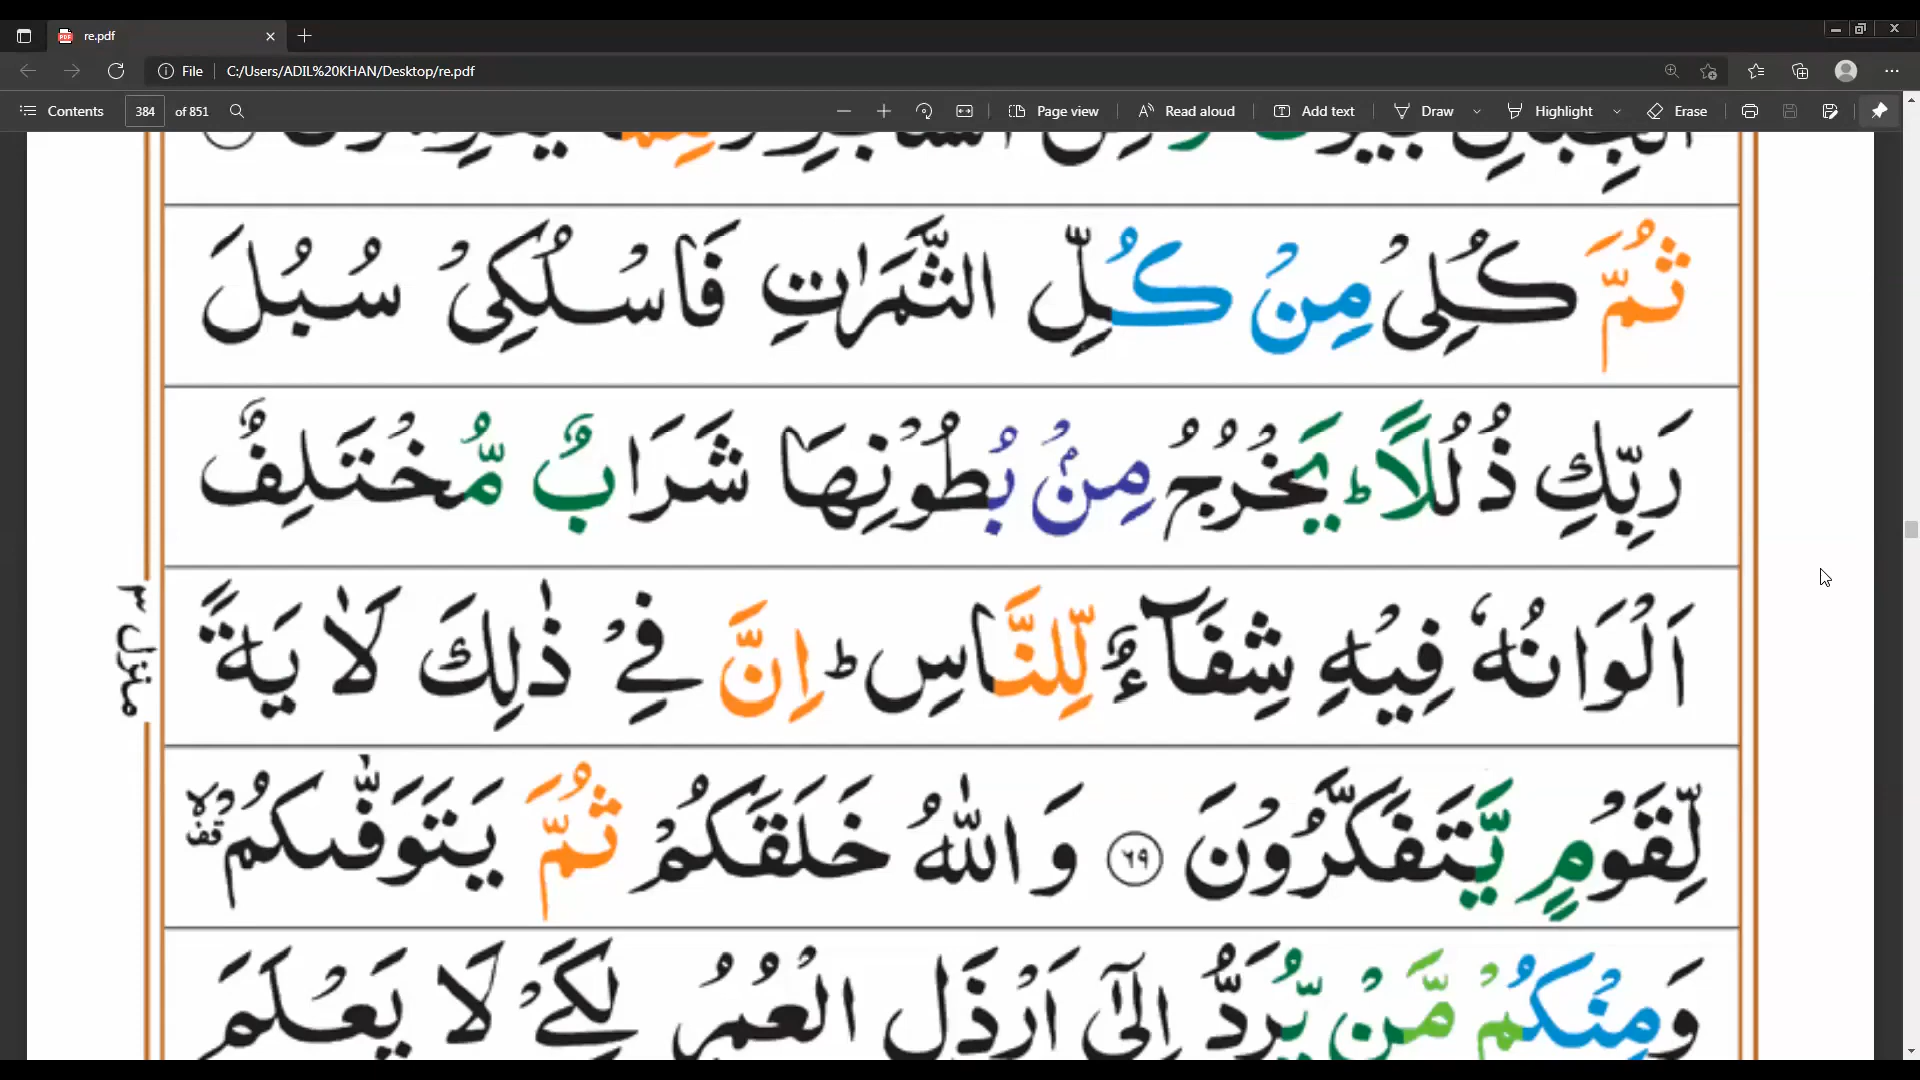 re.pdf
File C:/Users/ADIL%20KHAN/Desktop/re.pdf
Contents 384 of 851 Page view Read aloud Add text Draw Highlight Erase
ثُمَّ كُلِىْ مِنْ كُلِّ الثَّمَرٰتِ فَاسْلُكِىْ سُبُلَ
رَبِّكِ ذُلُلًا ؕ يَخْرُجُ مِنْۢ بُطُوْنِهَا شَرَابٌ مُّخْتَلِفٌ
اَلْوَانُهٗ فِيْهِ شِفَآءٌ لِّلنَّاسِ ؕ اِنَّ فِىْ ذٰلِكَ لَاٰيَةً
لِّقَوْمٍ يَّتَفَكَّرُوْنَ ٦٩ وَاللّٰهُ خَلَقَكُمْ ثُمَّ يَتَوَفّٰٮكُمْ
وَمِنْكُمْ مَّنْ يُّرَدُّ اِلٰٓى اَرْذَلِ الْعُمُرِ لِكَىْ لَا يَعْلَمَ
منزل ٣